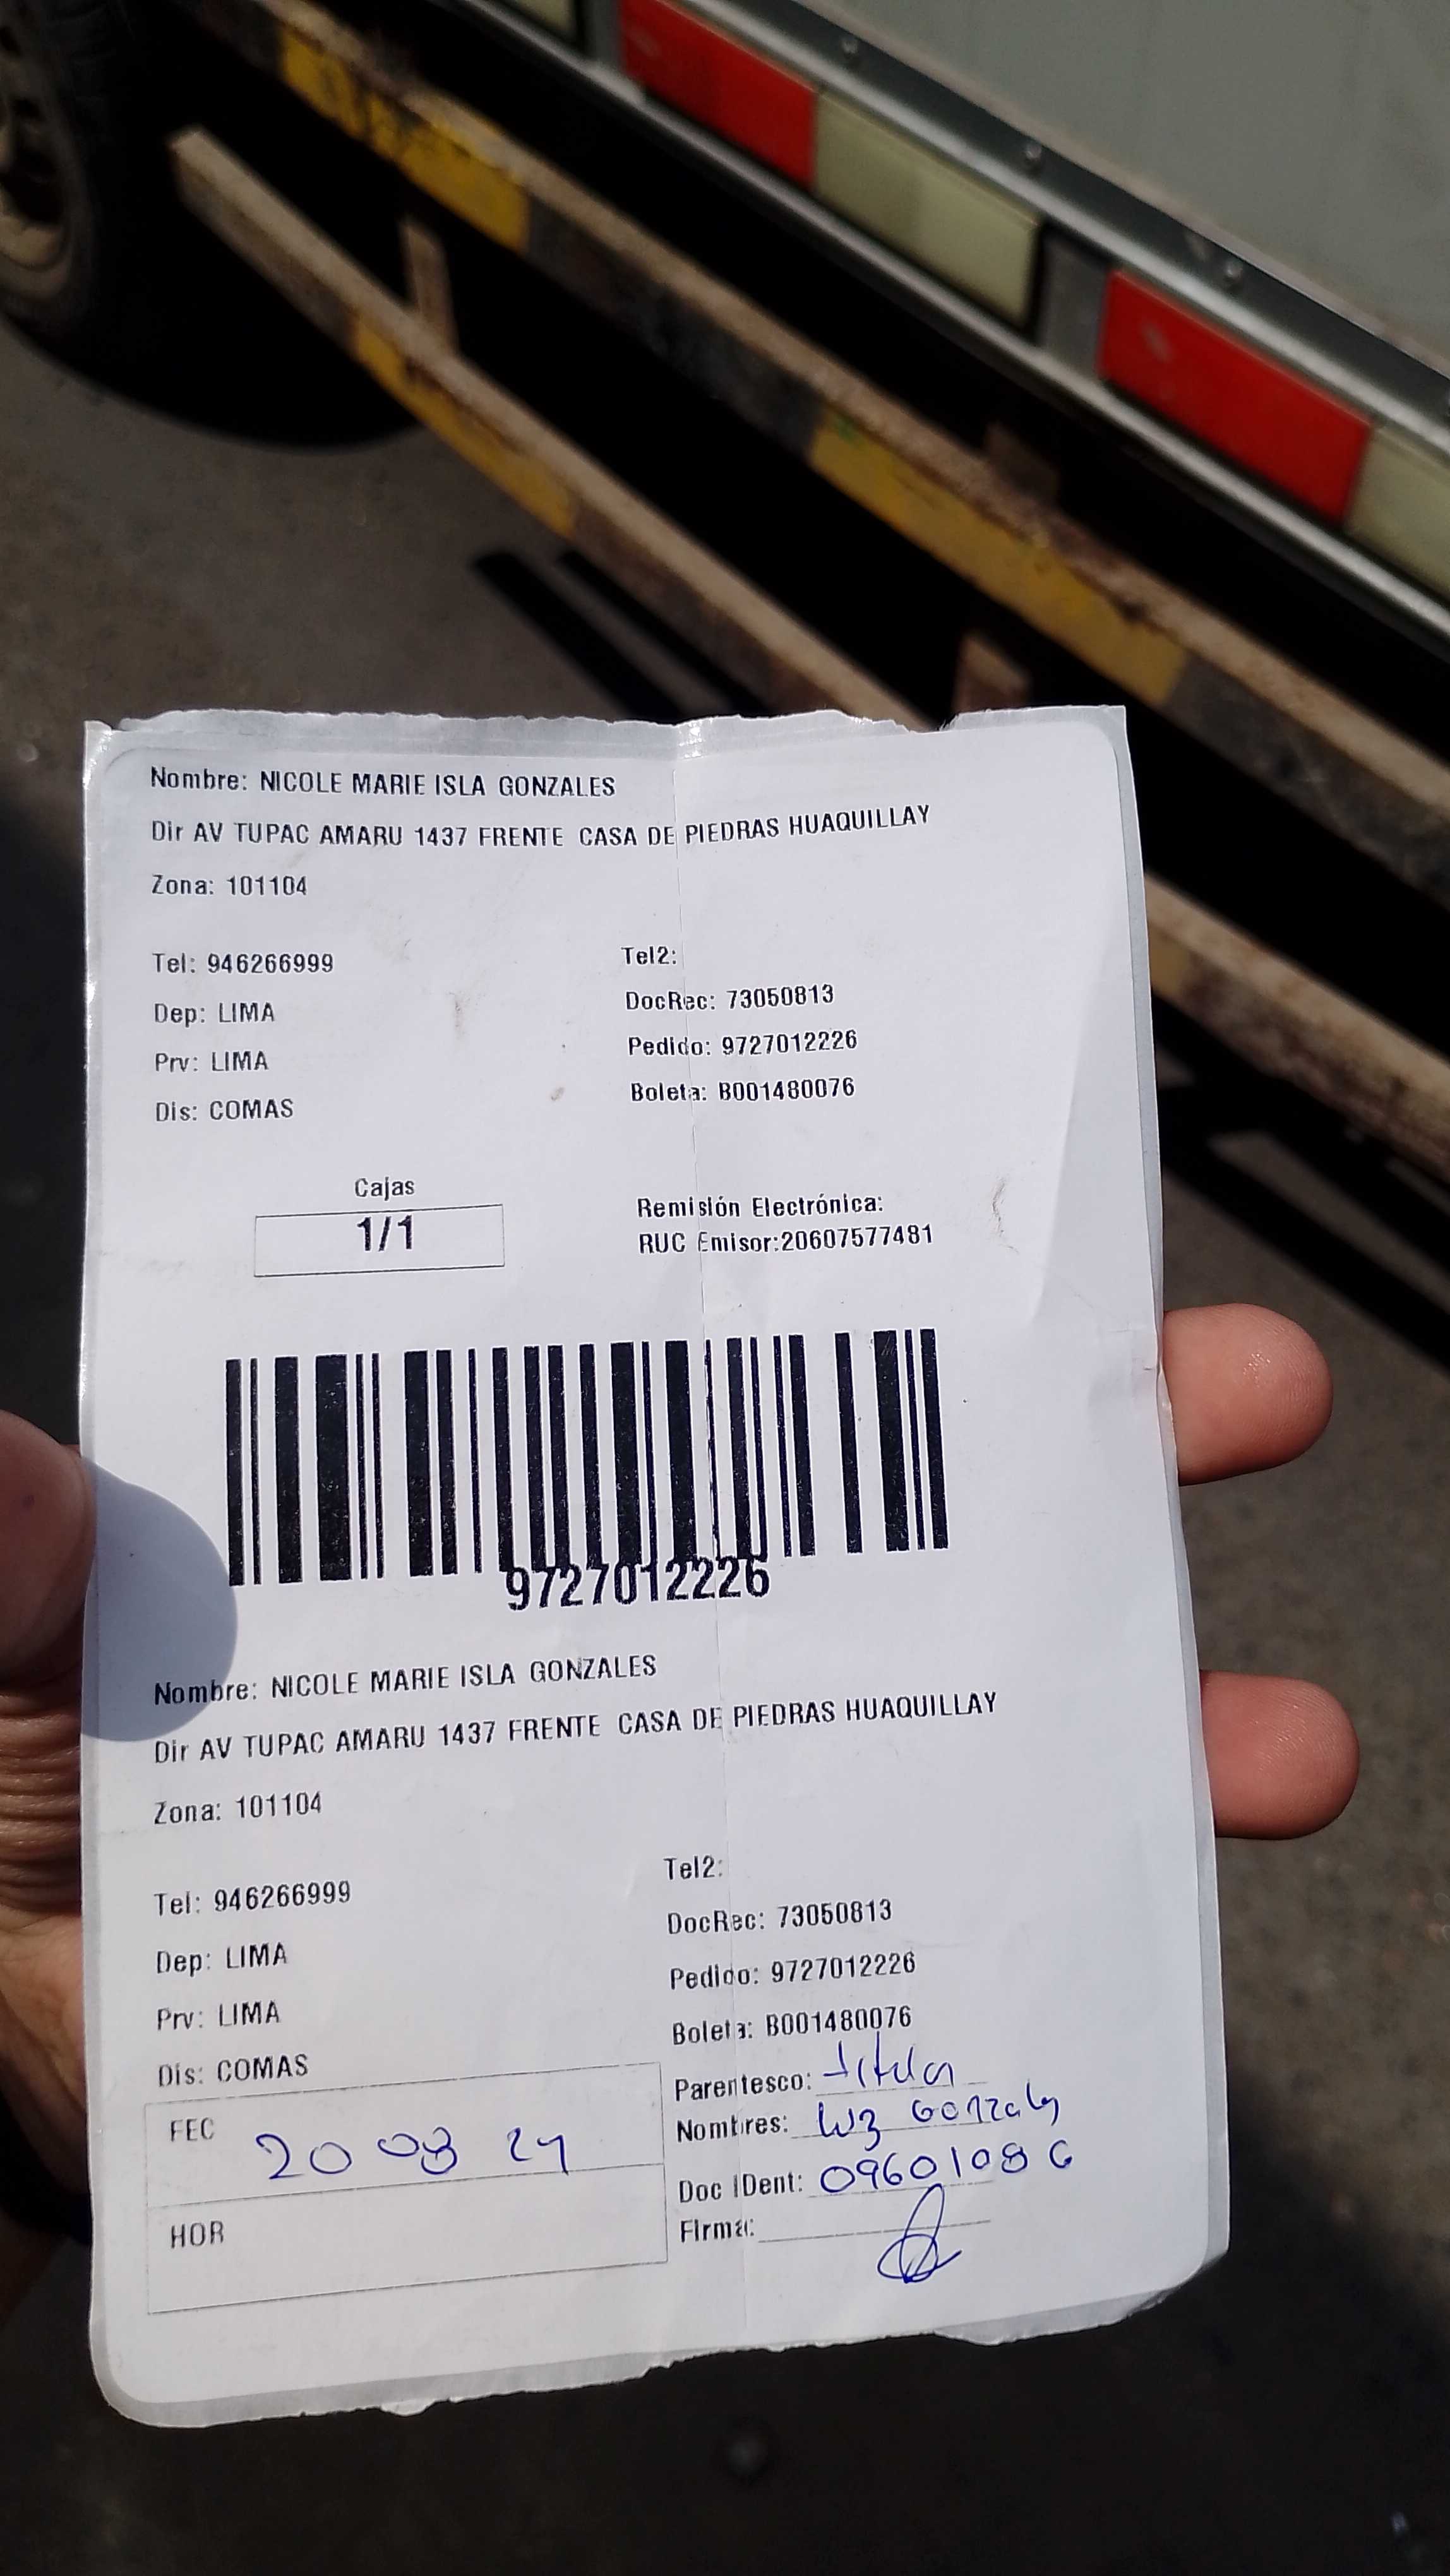 Nombre: NICOLE MARIE ISLA GONZALES
Dir AV TUPAC AMARU 1437 FRENTE CASA DE PIEDRAS HUAQUILLAY
Zona: 101104
Tel: 946266999 Tel2:
DocRec: 73050813
Dep: LIMA
Pedido: 9727012226
Prv: LIMA
Boleta: B001480076
Dis: COMAS
Cajas
1/1
Remisión Electrónica:
RUC Emisor:20607577481
9727012226
Nombre: NICOLE MARIE ISLA GONZALES
Dir AV TUPAC AMARU 1437 FRENTE CASA DE PIEDRAS HUAQUILLAY
Zona: 101104
Tel: 946266999 Tel2:
DocRec: 73050813
Dep: LIMA
Pedido: 9727012226
Prv: LIMA
Boleta: B001480076
Dis: COMAS
Parentesco:
FEC 20 08 24
Nombres: Luz Gonzales
Doc IDent: 09601086
HOR
Firma: